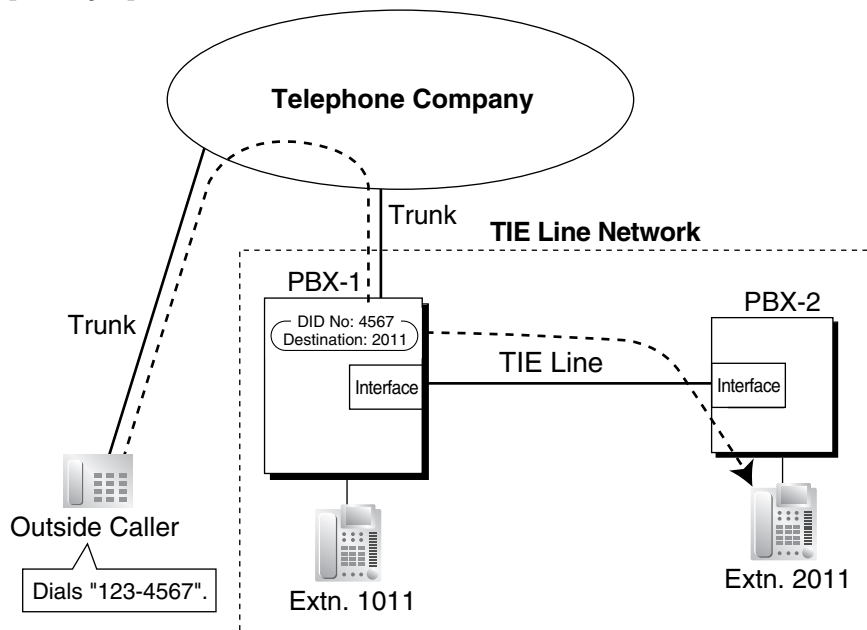 Telephone Company
Trunk
TIE Line Network
PBX-1
PBX-2
Trunk
DID No: 4567
Destination: 2011
TIE Line
Interface
Interface
Outside Caller
Dials "123-4567".
Extn. 1011
Extn. 2011